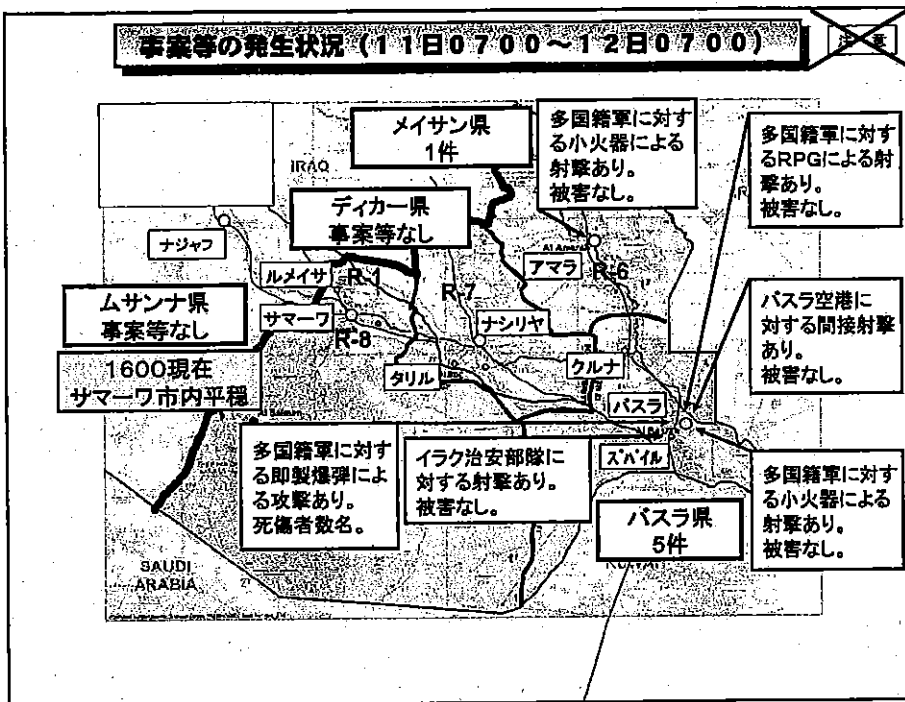 事案等の発生状況（11日0700～12日0700）
注意
メイサン県
1件
多国籍軍に対す
る小火器による
射撃あり。
被害なし。
多国籍軍に対す
るRPGによる射
撃あり。
被害なし。
IRAQ
ディカー県
事案等なし
ナジャフ
アマラ
R-6
ルメイサ
R-1
R-7
ムサンナ県
事案等なし
サマーワ
R-8
ナシリヤ
バスラ空港に
対する間接射撃
あり。
被害なし。
1600現在
サマーワ市内平穏
タリル
クルナ
バスラ
ズバイル
多国籍軍に対す
る即製爆弾によ
る攻撃あり。
死傷者数名。
イラク治安部隊に
対する射撃あり。
被害なし。
多国籍軍に対す
る小火器による
射撃あり。
被害なし。
バスラ県
5件
SAUDI
ARABIA
KUWAIT